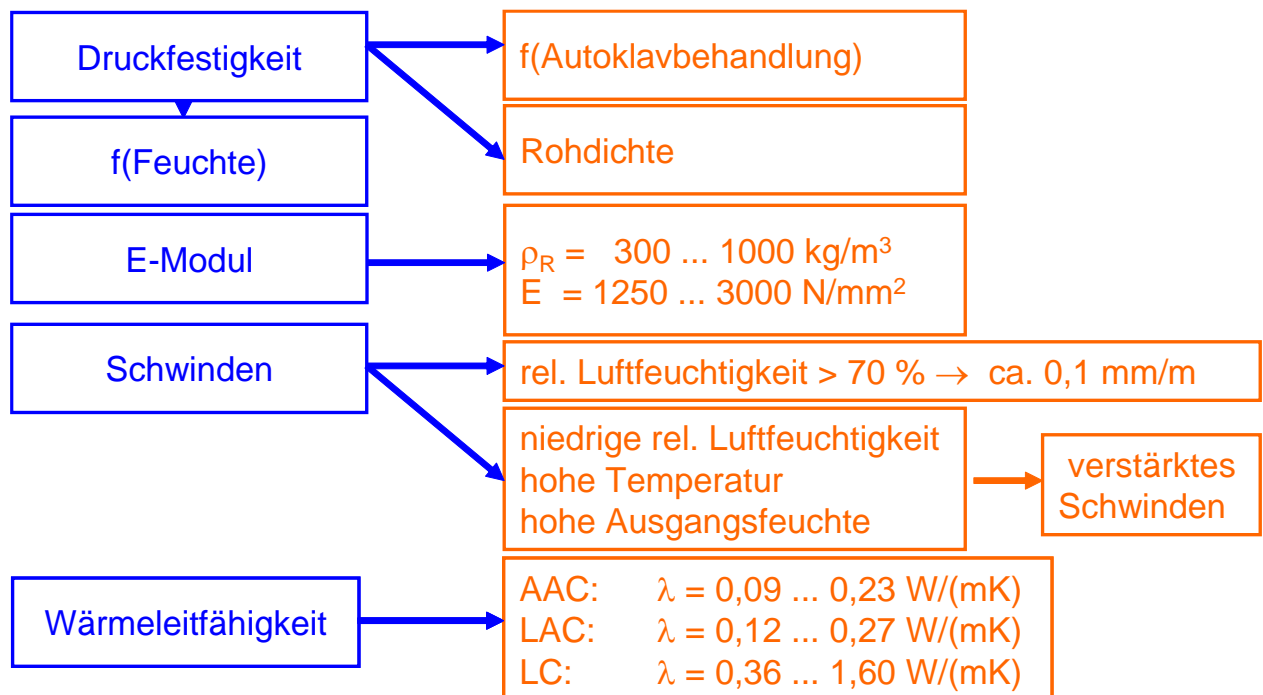 Druckfestigkeit
f(Autoklavbehandlung)
f(Feuchte)
Rohdichte
E-Modul
ρR = 300 ... 1000 kg/m³
E = 1250 ... 3000 N/mm²
Schwinden
rel. Luftfeuchtigkeit > 70 % → ca. 0,1 mm/m
niedrige rel. Luftfeuchtigkeit
hohe Temperatur
hohe Ausgangsfeuchte
verstärktes
Schwinden
Wärmeleitfähigkeit
AAC: λ = 0,09 ... 0,23 W/(mK)
LAC: λ = 0,12 ... 0,27 W/(mK)
LC: λ = 0,36 ... 1,60 W/(mK)